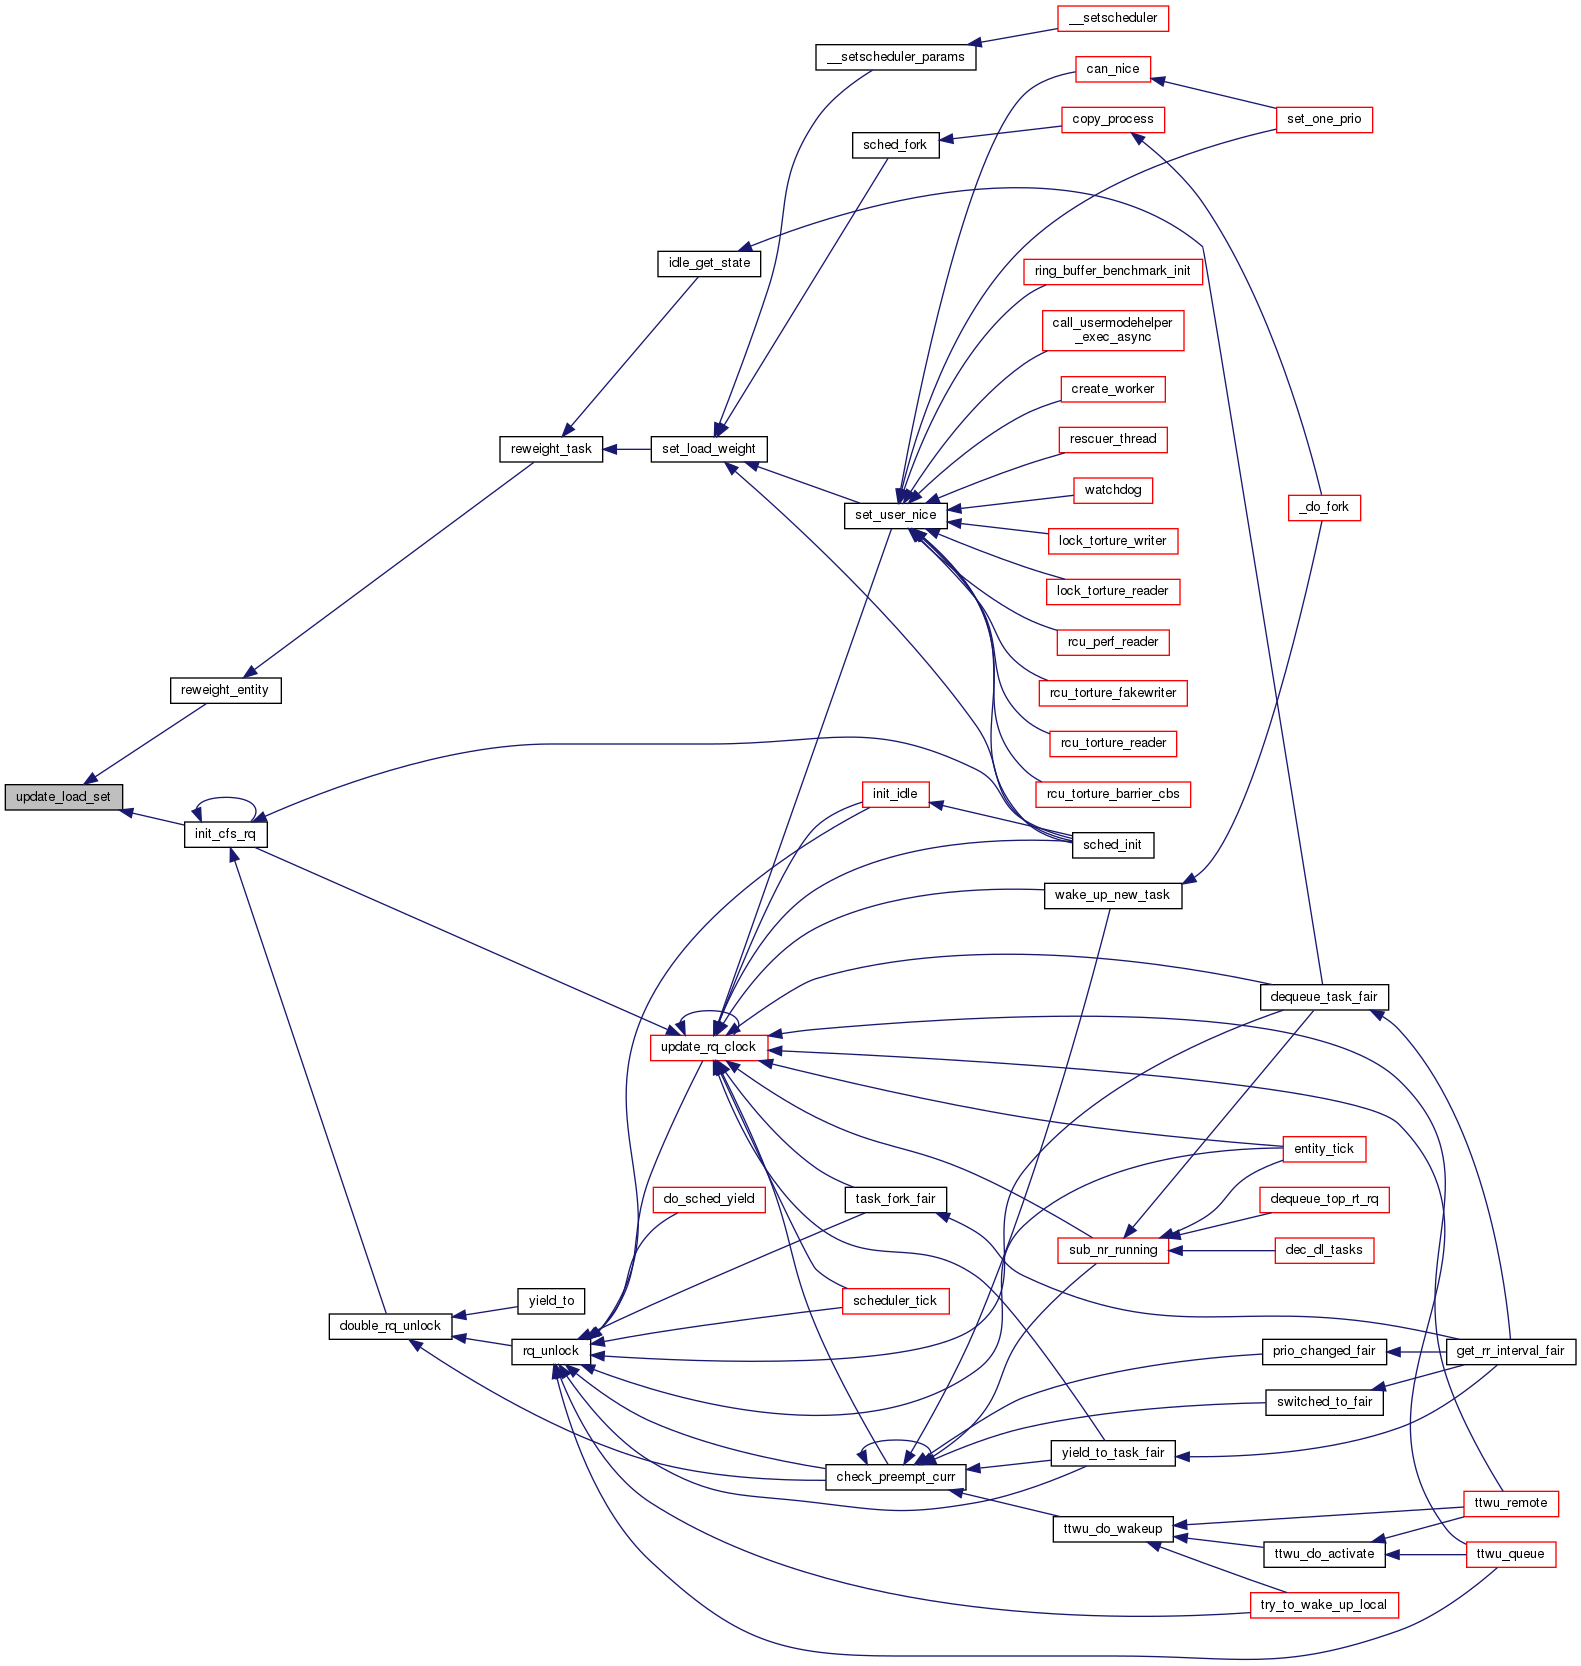 __setscheduler
__setscheduler_params
can_nice
set_one_prio
copy_process
sched_fork
idle_get_state
ring_buffer_benchmark_init
call_usermodehelper
_exec_async
create_worker
rescuer_thread
reweight_task
set_load_weight
watchdog
set_user_nice
_do_fork
lock_torture_writer
lock_torture_reader
rcu_perf_reader
reweight_entity
rcu_torture_fakewriter
rcu_torture_reader
update_load_set
init_idle
rcu_torture_barrier_cbs
init_cfs_rq
sched_init
wake_up_new_task
dequeue_task_fair
update_rq_clock
entity_tick
do_sched_yield
task_fork_fair
dequeue_top_rt_rq
sub_nr_running
dec_dl_tasks
yield_to
scheduler_tick
double_rq_unlock
rq_unlock
prio_changed_fair
get_rr_interval_fair
switched_to_fair
yield_to_task_fair
check_preempt_curr
ttwu_remote
ttwu_do_wakeup
ttwu_do_activate
ttwu_queue
try_to_wake_up_local